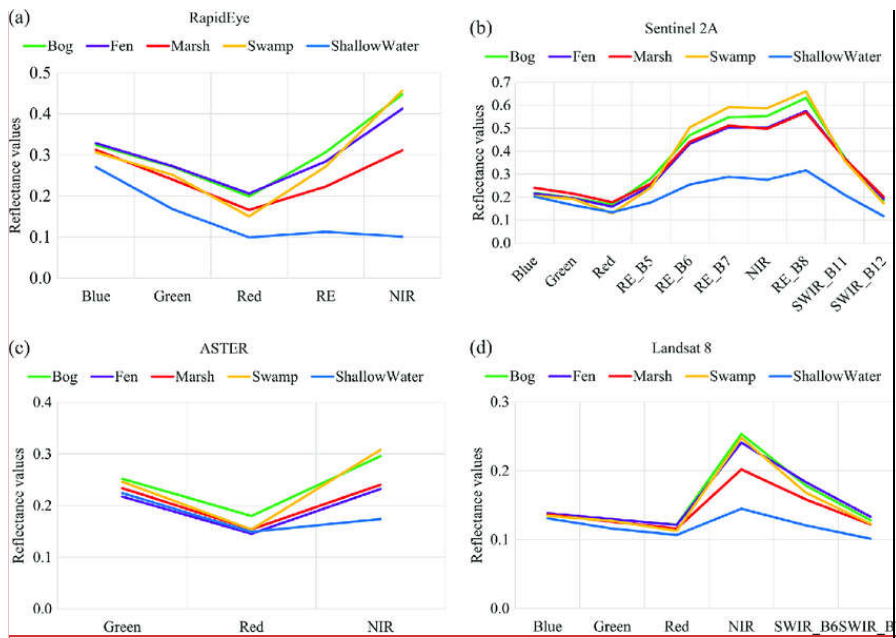 (a) RapidEye
Bog Fen Marsh Swamp ShallowWater
Reflectance values
0.5
0.4
0.3
0.2
0.1
0.0
Blue Green Red RE NIR
(b) Sentinel 2A
Bog Fen Marsh Swamp ShallowWater
Reflectance values
0.7
0.6
0.5
0.4
0.3
0.2
0.1
0.0
Blue Green Red RE_B5 RE_B6 RE_B7 NIR RE_B8 SWIR_B11 SWIR_B12
(c) ASTER
Bog Fen Marsh Swamp ShallowWater
Reflectance values
0.4
0.3
0.2
0.1
0.0
Green Red NIR
(d) Landsat 8
Bog Fen Marsh Swamp ShallowWater
Reflectance values
0.3
0.2
0.1
0.0
Blue Green Red NIR SWIR_B6SWIR_B